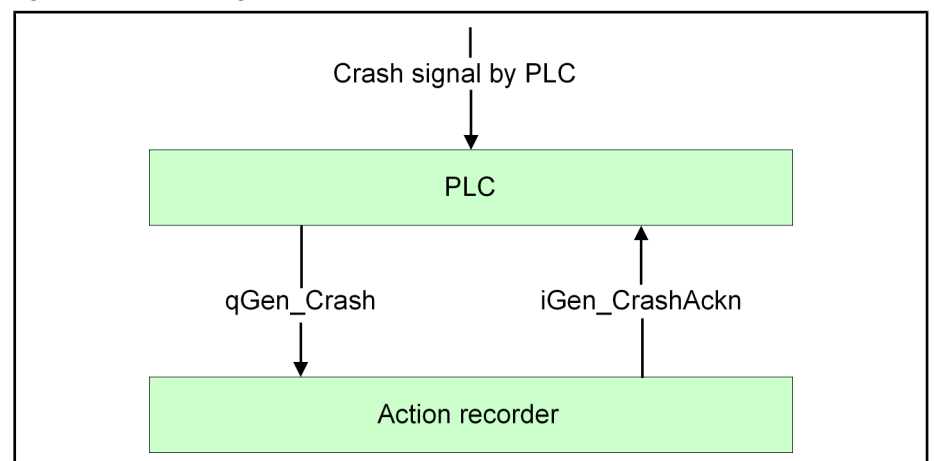 Crash signal by PLC
PLC
qGen_Crash
iGen_CrashAckn
Action recorder